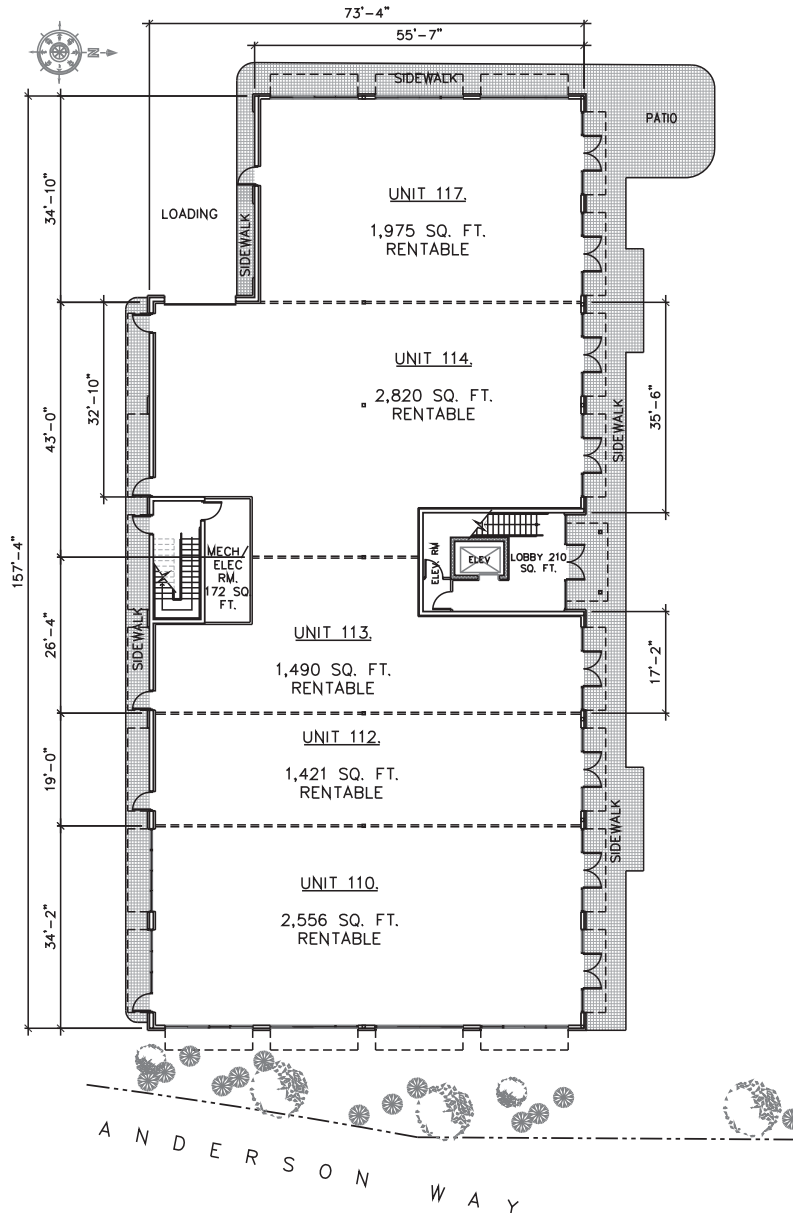 73'-4"
55'-7"
N
SIDEWALK
PATIO
34'-10"
LOADING
SIDEWALK
UNIT 117.
1,975 SQ. FT.
RENTABLE
157'-4"
43'-0"
32'-10"
UNIT 114.
2,820 SQ. FT.
RENTABLE
SIDEWALK
35'-6"
MECH/
ELEC
RM.
172 SQ
FT.
ELEV. RM
ELEV
LOBBY 210
SQ. FT.
26'-4"
SIDEWALK
UNIT 113.
1,490 SQ. FT.
RENTABLE
17'-2"
19'-0"
UNIT 112.
1,421 SQ. FT.
RENTABLE
SIDEWALK
34'-2"
UNIT 110.
2,556 SQ. FT.
RENTABLE
ANDERSON WAY